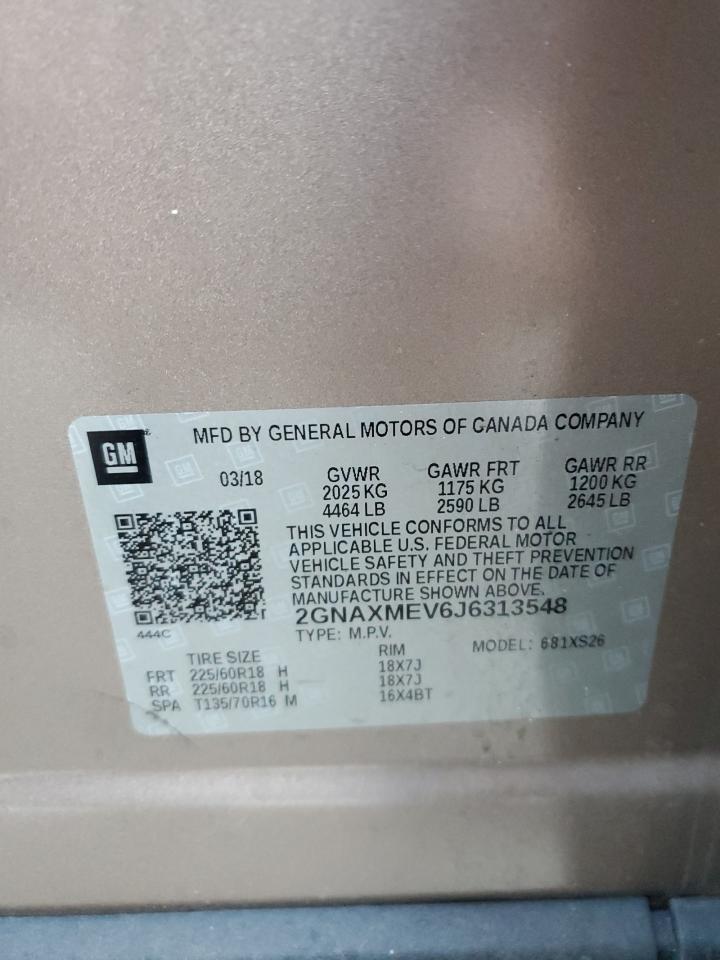 GM
MFD BY GENERAL MOTORS OF CANADA COMPANY
03/18 GVWR GAWR FRT GAWR RR
2025 KG 1175 KG 1200 KG
4464 LB 2590 LB 2645 LB
THIS VEHICLE CONFORMS TO ALL
APPLICABLE U.S. FEDERAL MOTOR
VEHICLE SAFETY AND THEFT PREVENTION
STANDARDS IN EFFECT ON THE DATE OF
MANUFACTURE SHOWN ABOVE.
2GNAXMEV6J6313548
444C
TYPE: M.P.V. MODEL: 681XS26
TIRE SIZE RIM
FRT 225/60R18 H 18X7J
RR 225/60R18 H 18X7J
SPA T135/70R16 M 16X4BT